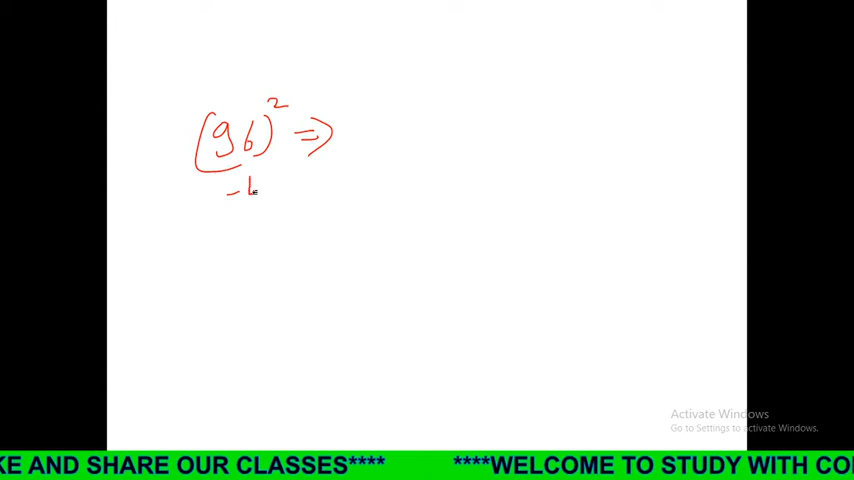 (96)² ⇒
Activate Windows
Go to Settings to Activate Windows.
KE AND SHARE OUR CLASSES**** ****WELCOME TO STUDY WITH CO